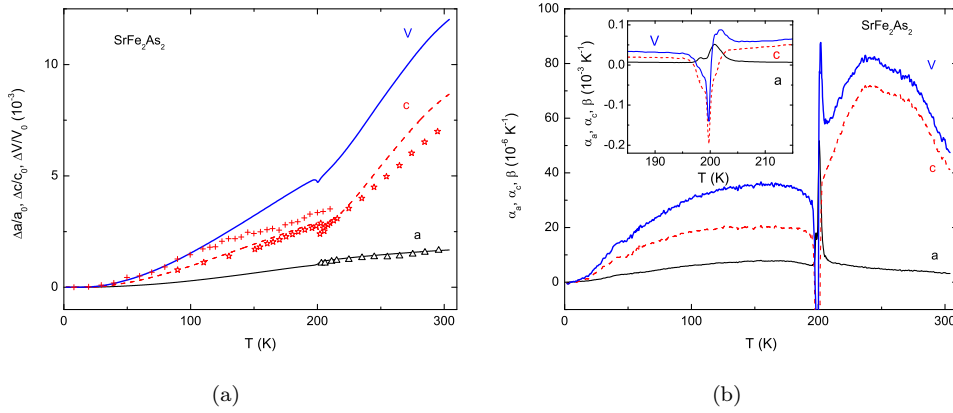 SrFe₂As₂
V
c
a
Δa/a₀, Δc/c₀, ΔV/V₀ (10⁻³)
10
5
0
0 100 200 300
T (K)
(a)
SrFe₂As₂
V
c
a
αₐ, α꜀, β (10⁻⁶ K⁻¹)
100
80
60
40
20
0
0 100 200 300
T (K)
V
c
a
αₐ, α꜀, β (10⁻³ K⁻¹)
0.1
0.0
-0.1
-0.2
190 200 210
T (K)
(b)